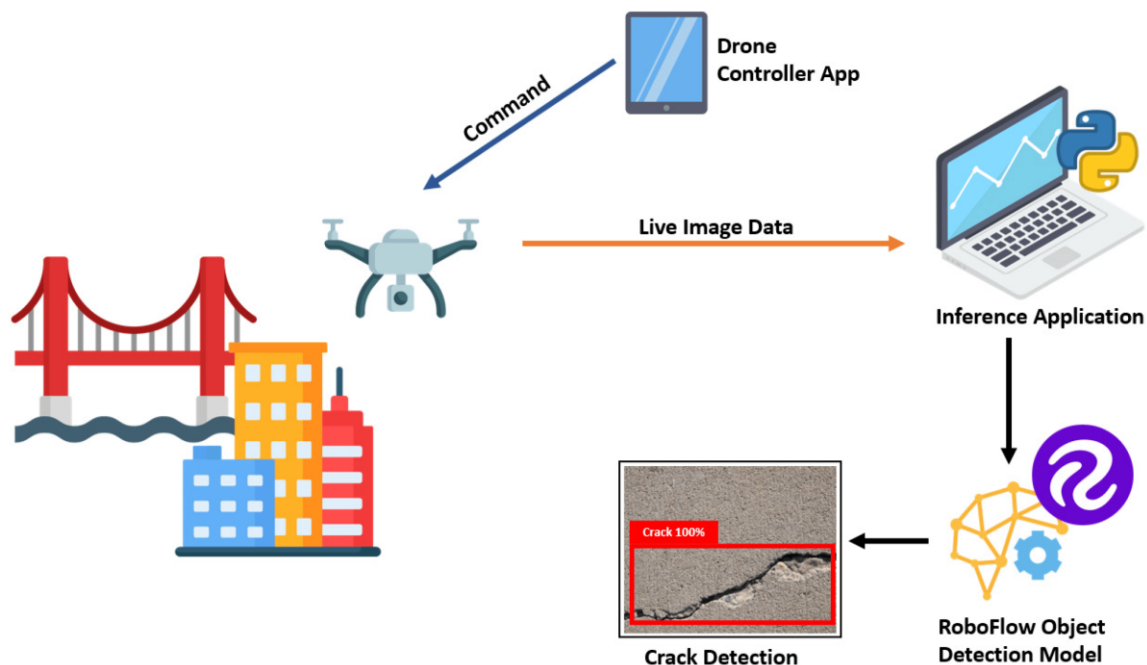 Drone
Controller App
Command
Live Image Data
Inference Application
Crack 100%
RoboFlow Object
Detection Model
Crack Detection